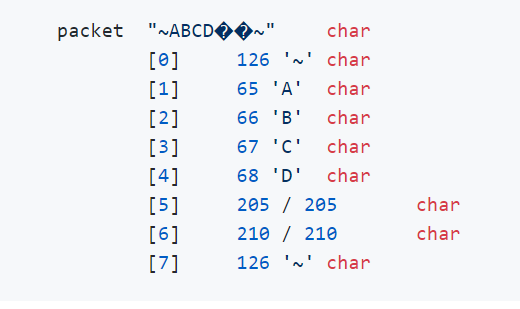 packet "~ABCD��~" char
[0] 126 '~' char
[1] 65 'A' char
[2] 66 'B' char
[3] 67 'C' char
[4] 68 'D' char
[5] 205 / 205 char
[6] 210 / 210 char
[7] 126 '~' char